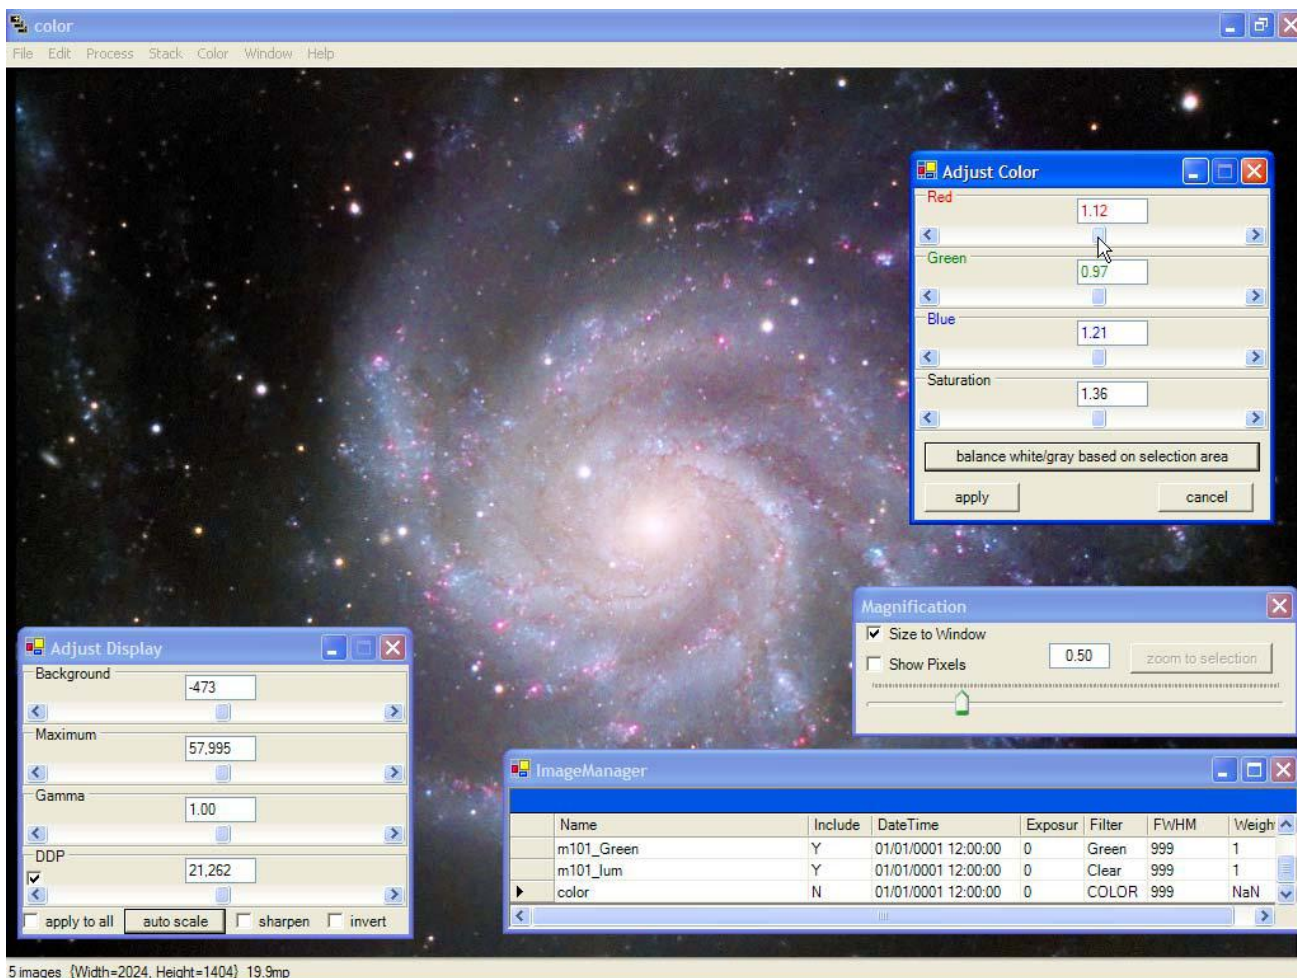 color
File Edit Process Stack Color Window Help
Adjust Color
Red
1.12
Green
0.97
Blue
1.21
Saturation
1.36
balance white/gray based on selection area
apply cancel
Magnification
Size to Window
Show Pixels 0.50 zoom to selection
Adjust Display
Background
-473
Maximum
57,995
Gamma
1.00
DDP
21,262
apply to all auto scale sharpen invert
ImageManager
Name Include DateTime Exposur Filter FWHM Weigh
m101_Green Y 01/01/0001 12:00:00 0 Green 999 1
m101_lum Y 01/01/0001 12:00:00 0 Clear 999 1
color N 01/01/0001 12:00:00 0 COLOR 999 NaN
5 images {Width=2024, Height=1404} 19.9mp